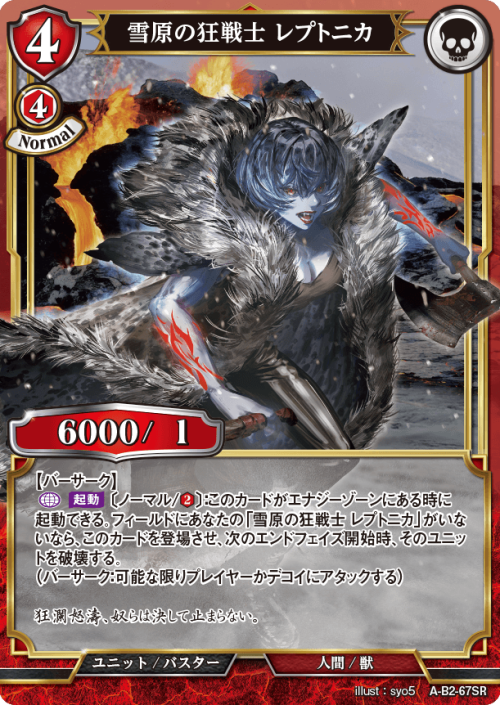 4
雪原の狂戦士 レプトニカ
4
Normal
6000/ 1
【バーサーク】
起動 〔ノーマル/2〕:このカードがエナジーゾーンにある時に
起動できる。フィールドにあなたの「雪原の狂戦士 レプトニカ」がいな
いなら、このカードを登場させ、次のエンドフェイズ開始時、そのユニッ
トを破壊する。
(バーサーク:可能な限りプレイヤーかデコイにアタックする)
狂瀾怒濤、奴らは決して止まらない。
ユニット / バスター
人間 / 獣
illust : syo5 A-B2-67SR